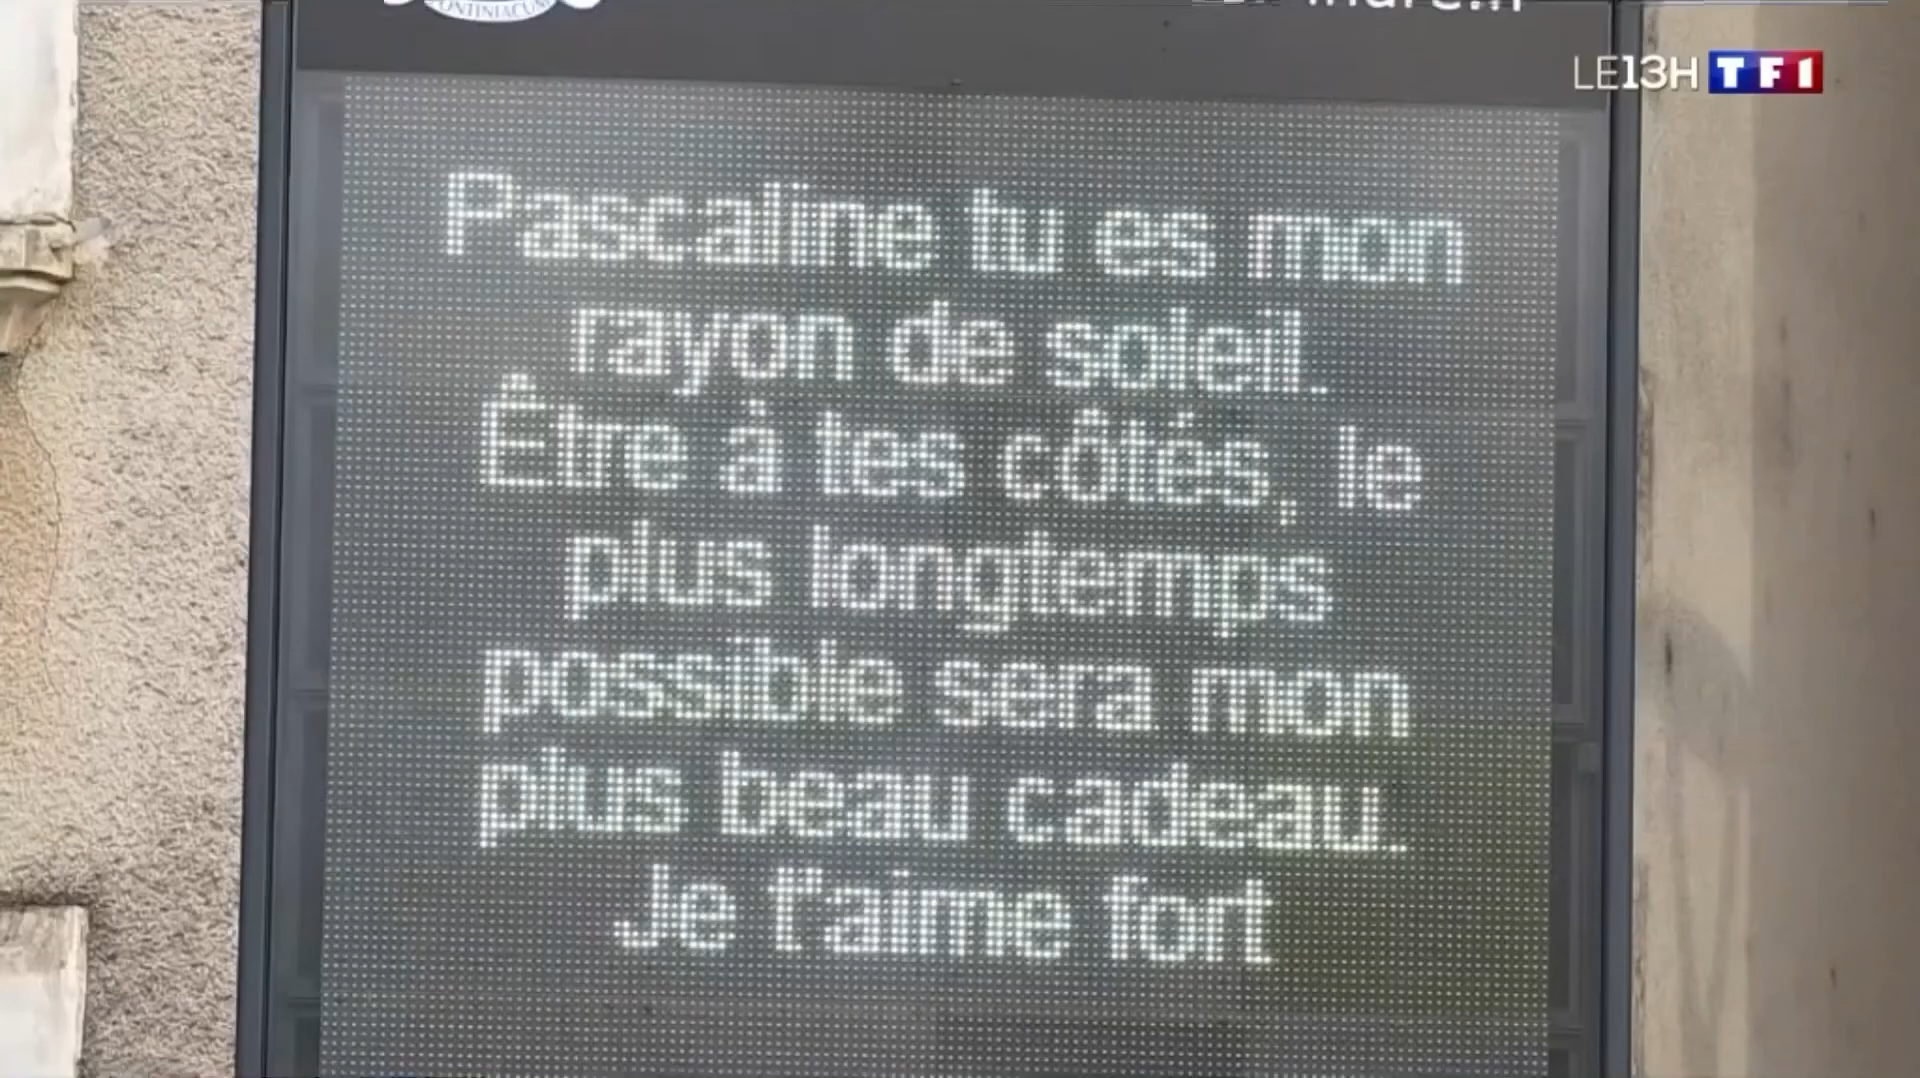 LE13H TF1
Pascaline tu es mon
rayon de soleil.
Être à tes côtés, le
plus longtemps
possible sera mon
plus beau cadeau.
Je t'aime fort